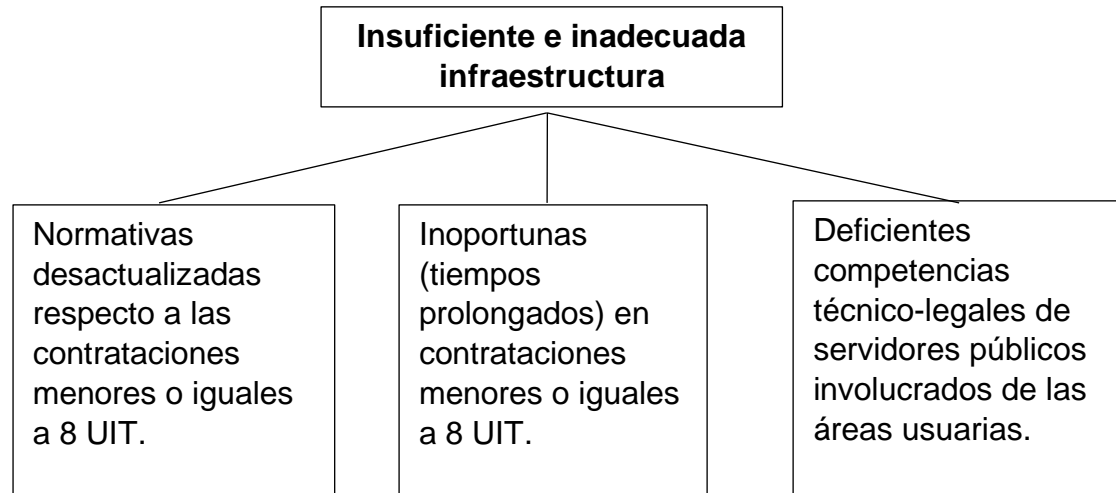 Insuficiente e inadecuada
infraestructura
Normativas
desactualizadas
respecto a las
contrataciones
menores o iguales
a 8 UIT.
Inoportunas
(tiempos
prolongados) en
contrataciones
menores o iguales
a 8 UIT.
Deficientes
competencias
técnico-legales de
servidores públicos
involucrados de las
áreas usuarias.